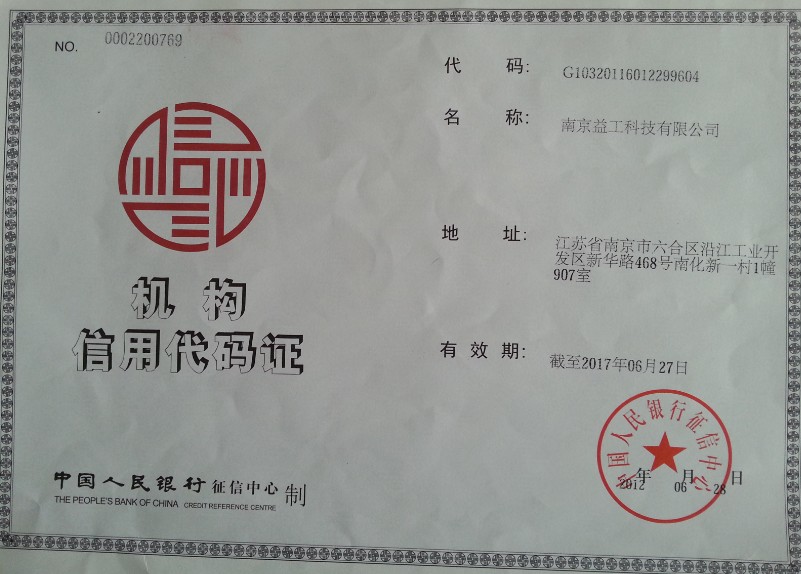 NO. 0002200769
机构
信用代码证
中国人民银行征信中心 制
THE PEOPLE'S BANK OF CHINA CREDIT REFERENCE CENTRE
代 码: G10320116012299604
名 称: 南京益工科技有限公司
地 址: 江苏省南京市六合区沿江工业开
发区新华路468号南化新一村1幢
907室
有 效 期: 截至2017年06月27日
中国人民银行征信中心
年 月 日
2012 06 28